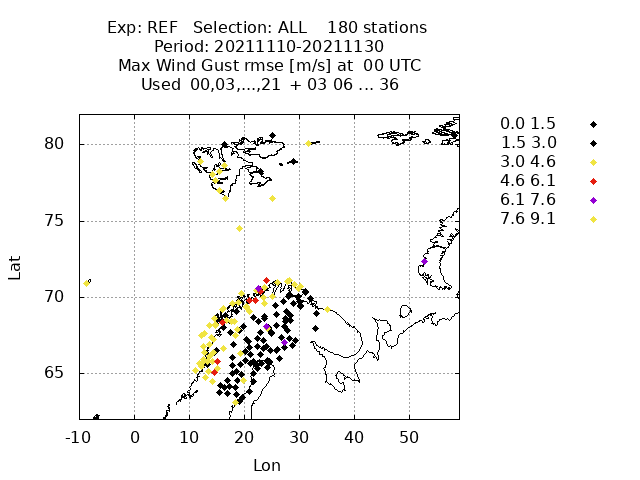 Exp: REF Selection: ALL 180 stations
Period: 20211110-20211130
Max Wind Gust rmse [m/s] at 00 UTC
Used 00,03,...,21 + 03 06 ... 36
0.0 1.5
1.5 3.0
3.0 4.6
4.6 6.1
6.1 7.6
7.6 9.1
80
75
70
65
Lat
-10 0 10 20 30 40 50
Lon